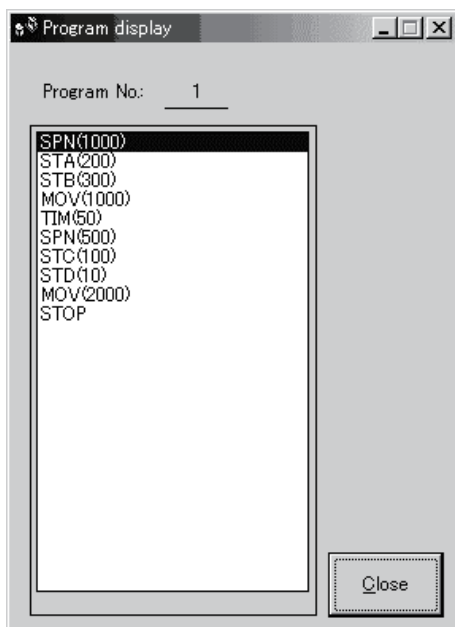 Program display
Program No.: 1
SPN(1000)
STA(200)
STB(300)
MOV(1000)
TIM(50)
SPN(500)
STC(100)
STD(10)
MOV(2000)
STOP
Close